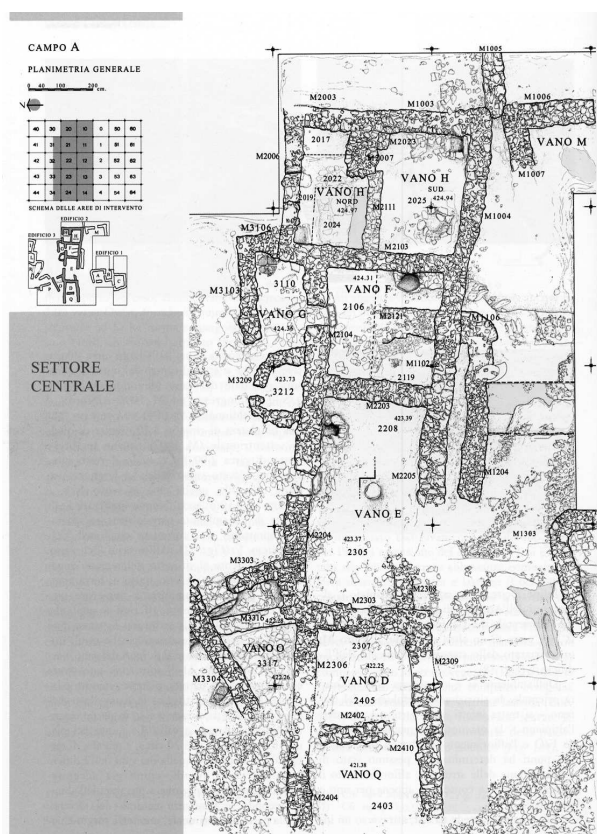 CAMPO A
PLANIMETRIA GENERALE
0 40 100 200 cm.
40 30 20 10 0 50 60
41 31 21 11 1 51 61
42 32 22 12 2 52 62
43 33 23 13 3 53 63
44 34 24 14 4 54 64
SCHEMA DELLE AREE DI INTERVENTO
EDIFICIO 2
EDIFICIO 3
EDIFICIO 1
SETTORE
CENTRALE
M1005
M2003
M1003
M1006
2017
M2023
VANO M
M2006
M2007
M1007
2022
VANO H
NORD
424.97
VANO H
SUD
424.94
2019
M2111
2025
M1004
2024
M3106
M2103
424.31
3110
VANO F
M3103
2106
VANO G
424.38
M2121
M1106
M2104
M1102
M3209
423.73
2119
3212
M2203
423.39
2208
M2205
M1204
VANO E
M1303
M2204
423.37
2305
M3303
M2308
M2303
M3316
2307
VANO O
M2306
422.25
M2309
3317
VANO D
M3304
422.26
2405
M2402
M2410
421.38
VANO Q
M2404
2403